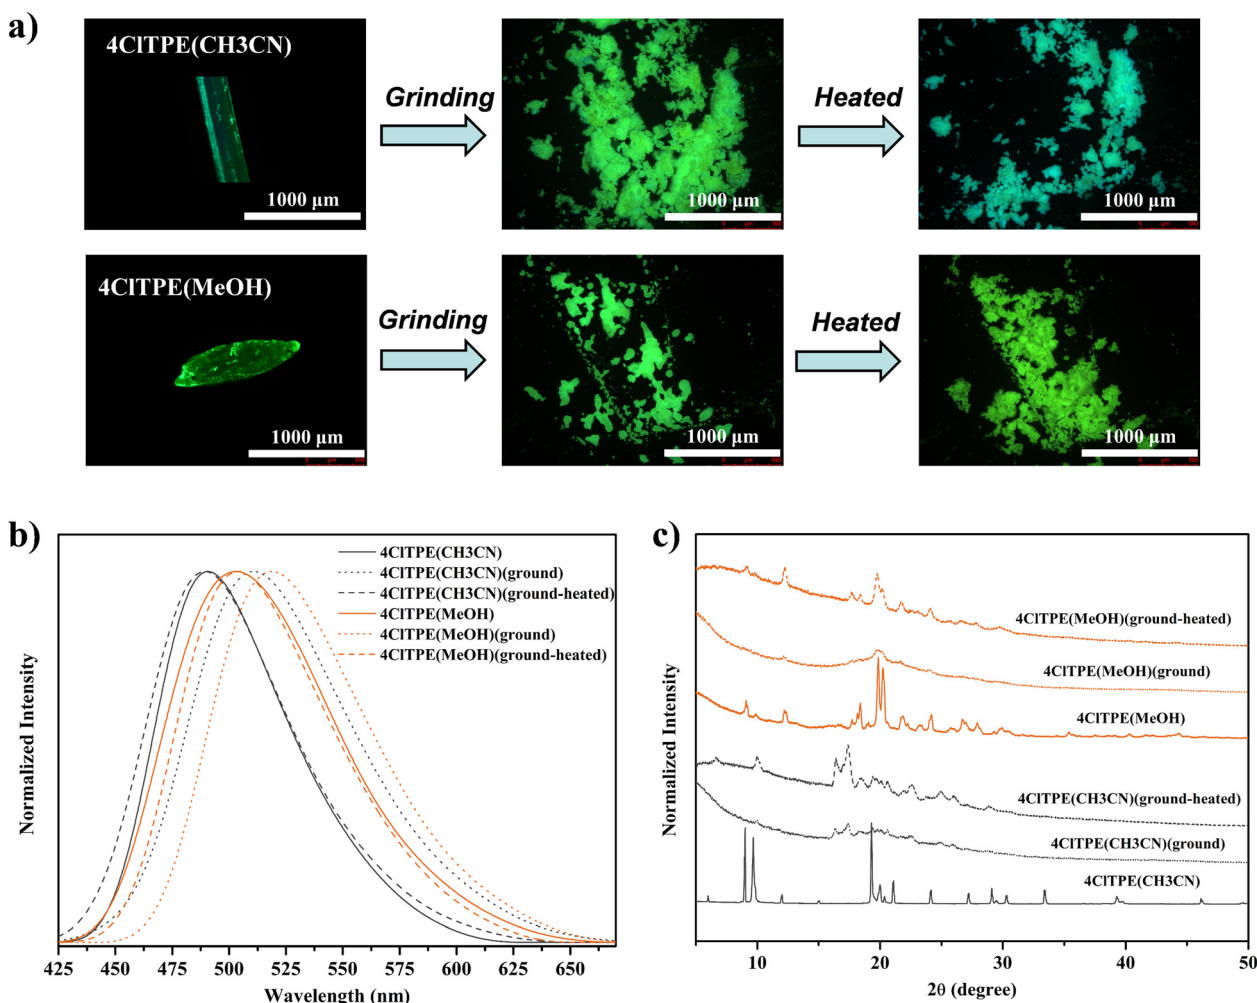 a)
4ClTPE(CH3CN)
Grinding
Heated
1000 µm
1000 µm
1000 µm
4ClTPE(MeOH)
Grinding
Heated
1000 µm
1000 µm
1000 µm
b)
4ClTPE(CH3CN)
4ClTPE(CH3CN)(ground)
4ClTPE(CH3CN)(ground-heated)
4ClTPE(MeOH)
4ClTPE(MeOH)(ground)
4ClTPE(MeOH)(ground-heated)
Normalized Intensity
425 450 475 500 525 550 575 600 625 650
Wavelength (nm)
c)
4ClTPE(MeOH)(ground-heated)
4ClTPE(MeOH)(ground)
4ClTPE(MeOH)
4ClTPE(CH3CN)(ground-heated)
4ClTPE(CH3CN)(ground)
4ClTPE(CH3CN)
Normalized Intensity
10 20 30 40 50
2θ (degree)